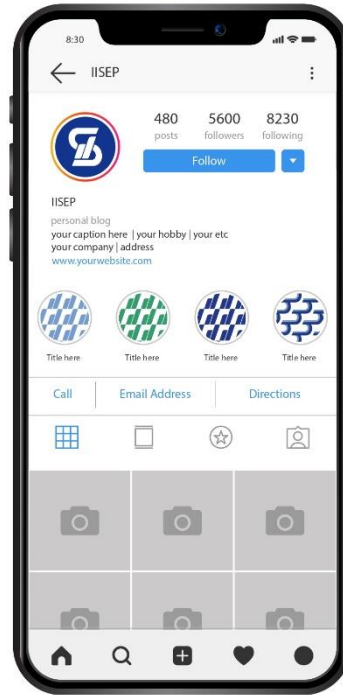 8:30
IISEP
480 5600 8230
posts followers following
Follow
IISEP
personal blog
your caption here | your hobby | your etc
your company | address
www.yourwebsite.com
Title here Title here Title here Title here
Call Email Address Directions